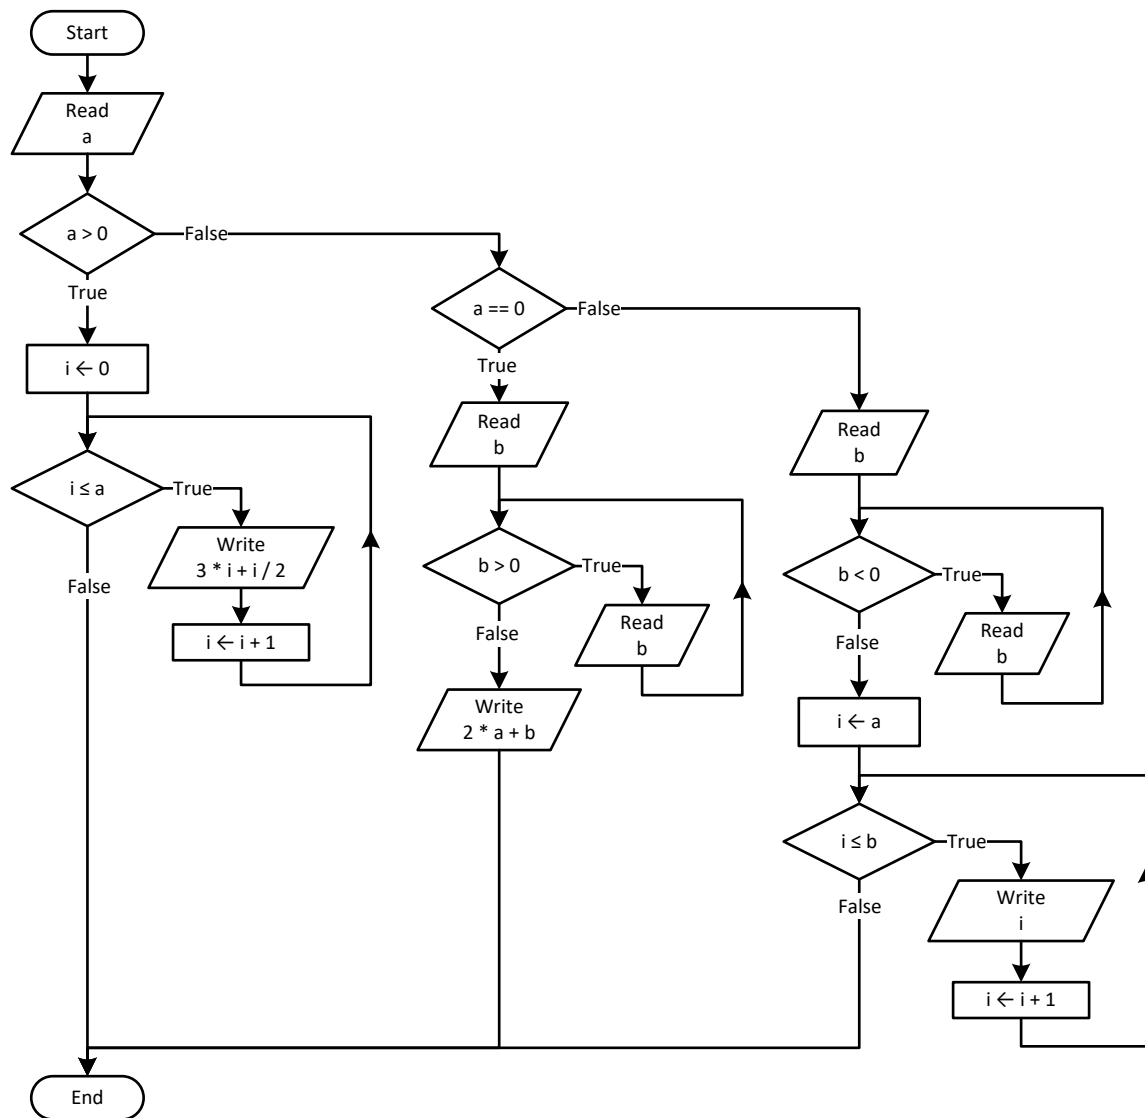 Start
Read
a
a > 0
False
True
a == 0
False
True
i ← 0
Read
b
Read
b
i ≤ a
True
False
Write
3 * i + i / 2
i ← i + 1
b > 0
True
False
Read
b
Write
2 * a + b
b < 0
True
False
Read
b
i ← a
i ≤ b
True
False
Write
i
i ← i + 1
End